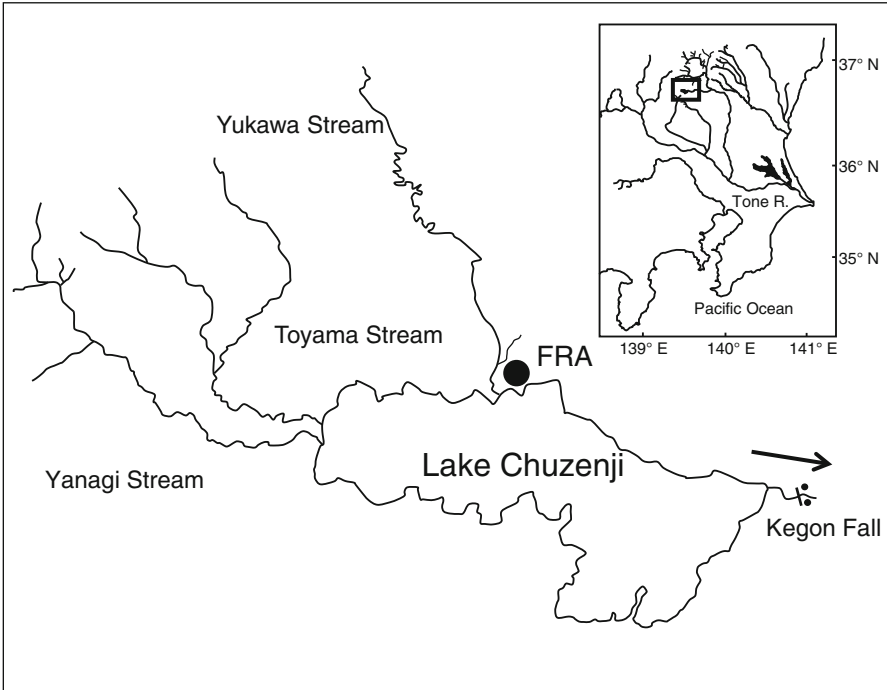 Yukawa Stream
Toyama Stream
FRA
Yanagi Stream
Lake Chuzenji
Kegon Fall
37° N
36° N
Tone R.
35° N
Pacific Ocean
139° E
140° E
141° E